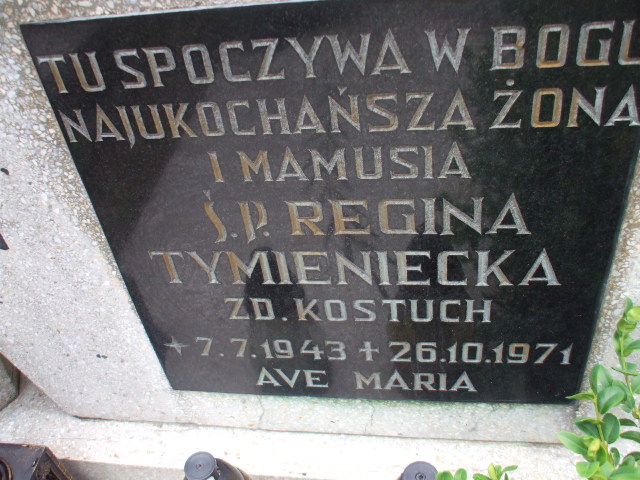 TU SPOCZYWA W BOGU
NAJUKOCHAŃSZA ŻONA
I MAMUSIA
Ś.P. REGINA
TYMIENIECKA
ZD. KOSTUCH
* 7.7.1943 + 26.10.1971
AVE MARIA